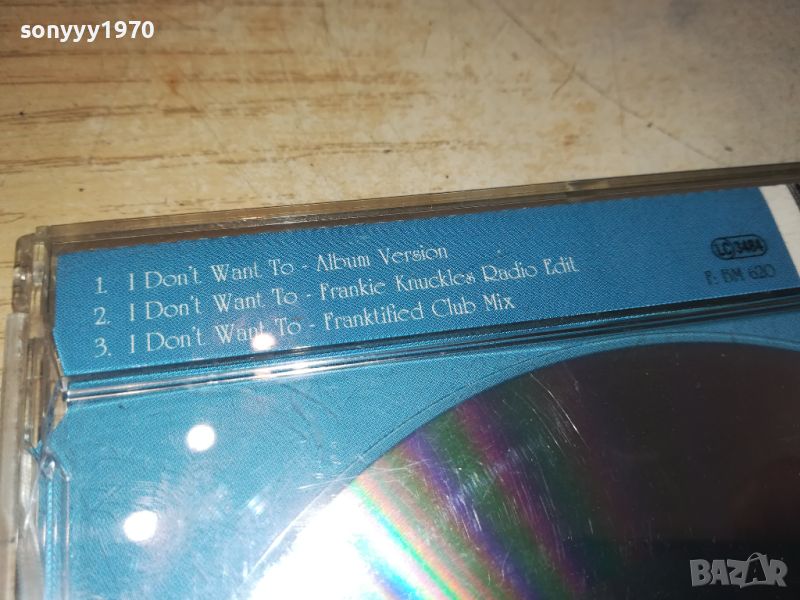 sonyyy1970
1. I Don't Want To - Album Version
2. I Don't Want To - Frankie Knuckles Radio Edit
3. I Don't Want To - Franktified Club Mix
LC 3484
F: BM 620
BAZAR